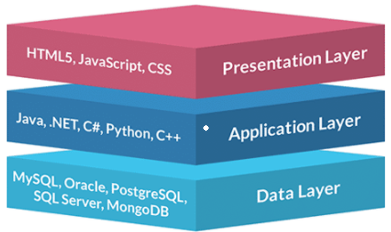 HTML5, JavaScript, CSS
Presentation Layer
Java, .NET, C#, Python, C++
Application Layer
MySQL, Oracle, PostgreSQL,
SQL Server, MongoDB
Data Layer